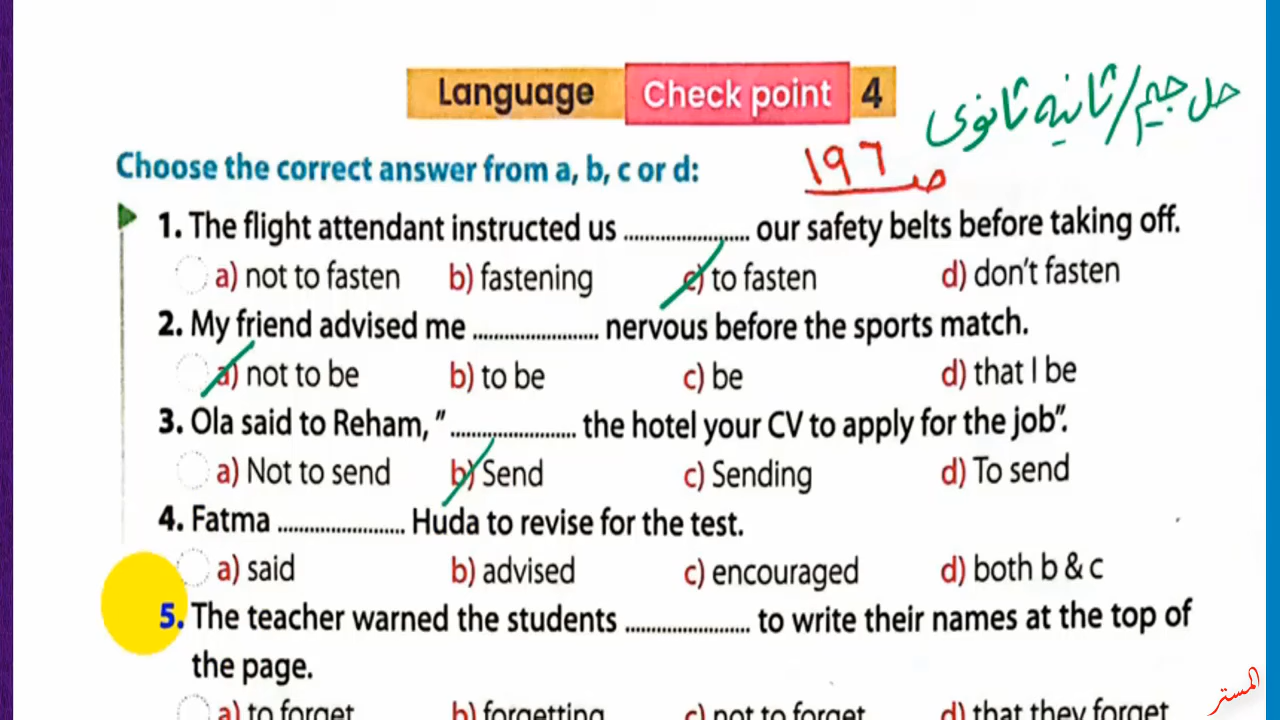 Language Check point 4
حل جيم/ثانيه ثانوى
Choose the correct answer from a, b, c or d:
ص ١٩٦
1. The flight attendant instructed us ........................ our safety belts before taking off.
a) not to fasten b) fastening c) to fasten d) don't fasten
2. My friend advised me ........................ nervous before the sports match.
a) not to be b) to be c) be d) that I be
3. Ola said to Reham, " ........................ the hotel your CV to apply for the job".
a) Not to send b) Send c) Sending d) To send
4. Fatma ........................ Huda to revise for the test.
a) said b) advised c) encouraged d) both b & c
5. The teacher warned the students ........................ to write their names at the top of
the page.
a) to forget b) forgetting c) not to forget d) that they forget
المستر